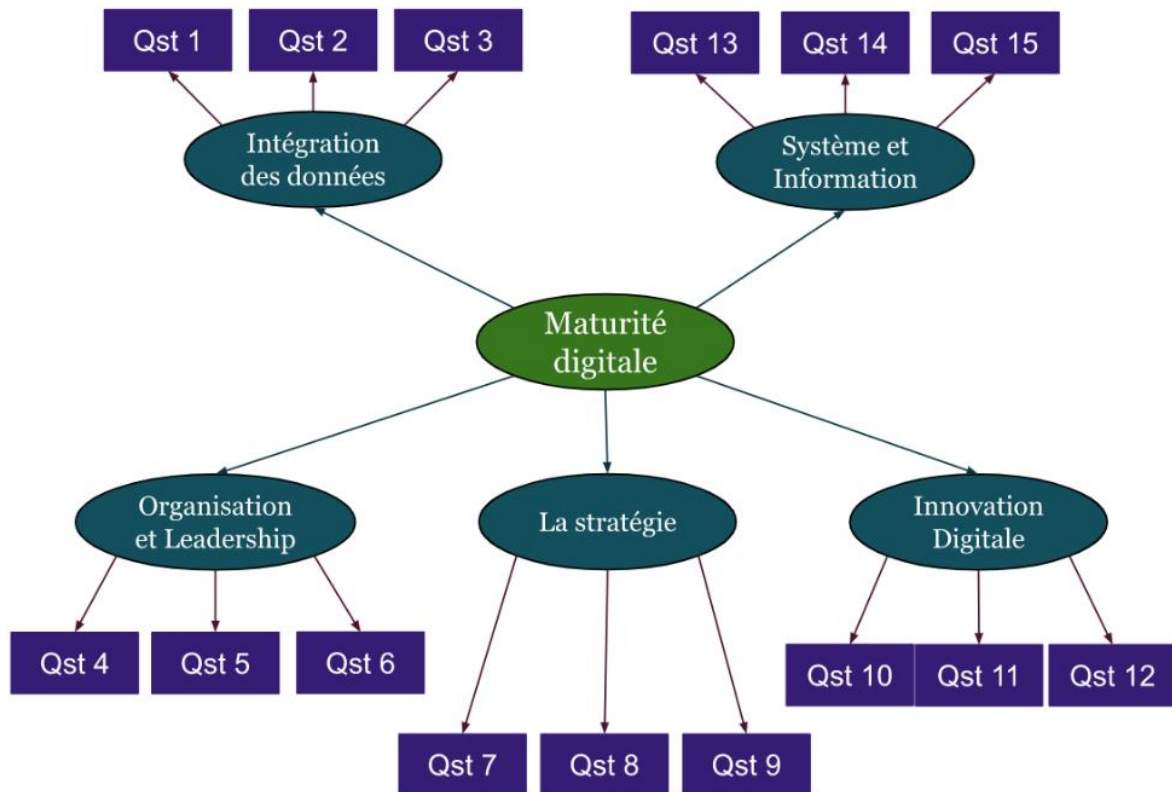 Qst 1
Qst 2
Qst 3
Qst 13
Qst 14
Qst 15
Intégration
des données
Système et
Information
Maturité
digitale
Organisation
et Leadership
La stratégie
Innovation
Digitale
Qst 4
Qst 5
Qst 6
Qst 10
Qst 11
Qst 12
Qst 7
Qst 8
Qst 9